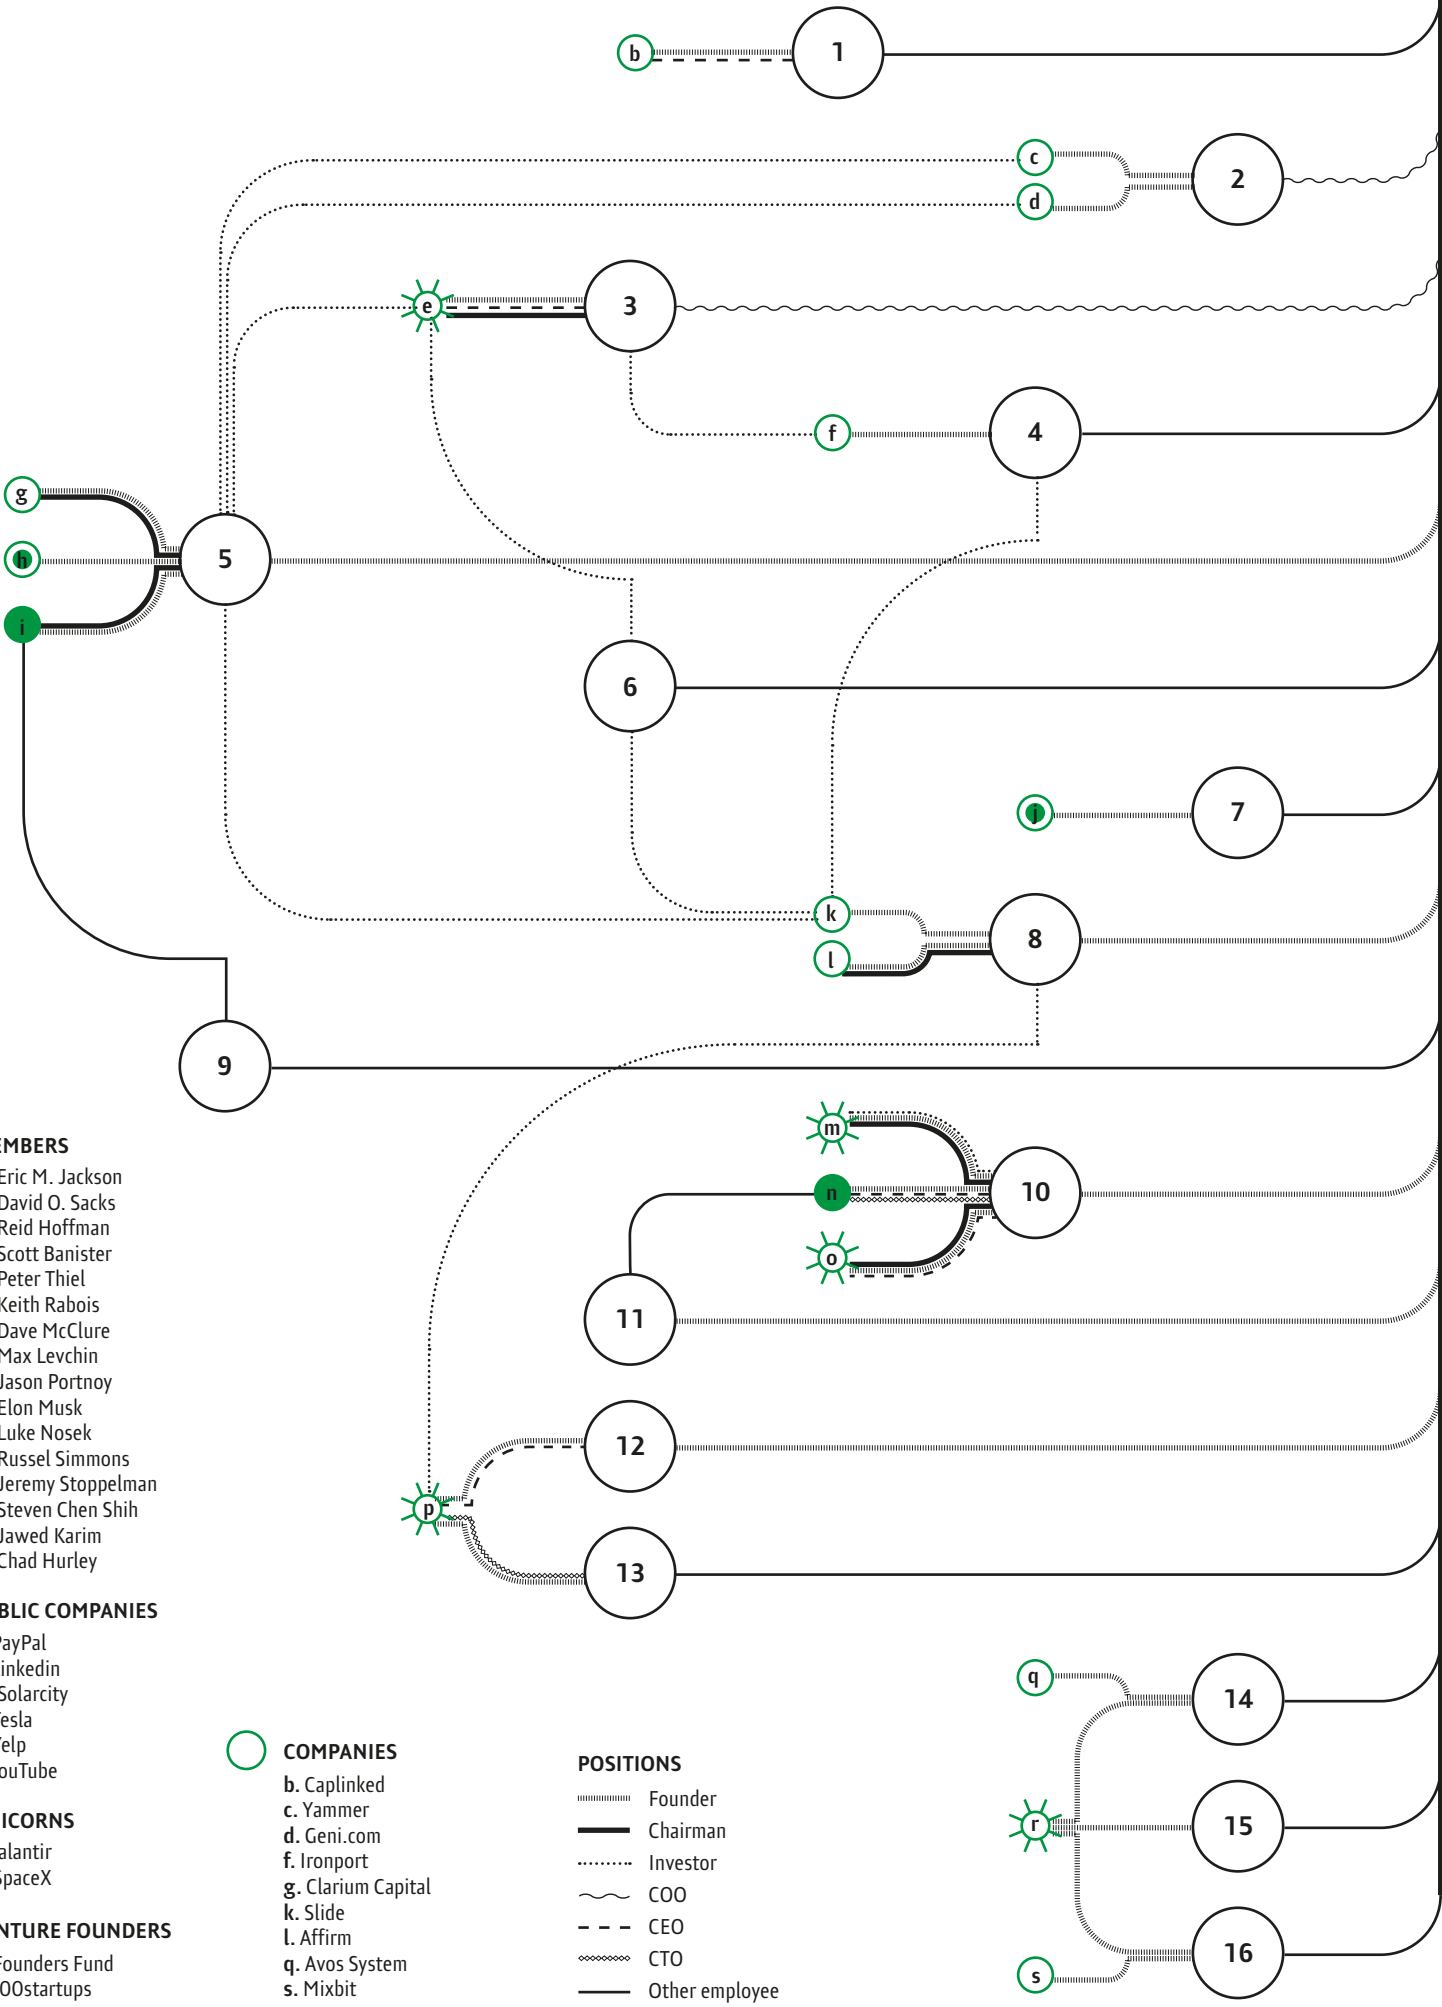 b
1
c
2
d
e
3
f
4
g
h
5
i
6
j
7
k
8
l
9
m
n
10
o
11
12
p
13
q
14
r
15
s
16
EMBERS
Eric M. Jackson
David O. Sacks
Reid Hoffman
Scott Banister
Peter Thiel
Keith Rabois
Dave McClure
Max Levchin
Jason Portnoy
Elon Musk
Luke Nosek
Russel Simmons
Jeremy Stoppelman
Steven Chen Shih
Jawed Karim
Chad Hurley
BLIC COMPANIES
PayPal
inkedin
Solarcity
esla
elp
ouTube
ICORNS
alantir
SpaceX
NTURE FOUNDERS
Founders Fund
00startups
COMPANIES
b. Caplinked
c. Yammer
d. Geni.com
f. Ironport
g. Clarium Capital
k. Slide
l. Affirm
q. Avos System
s. Mixbit
POSITIONS
Founder
Chairman
Investor
COO
CEO
CTO
Other employee